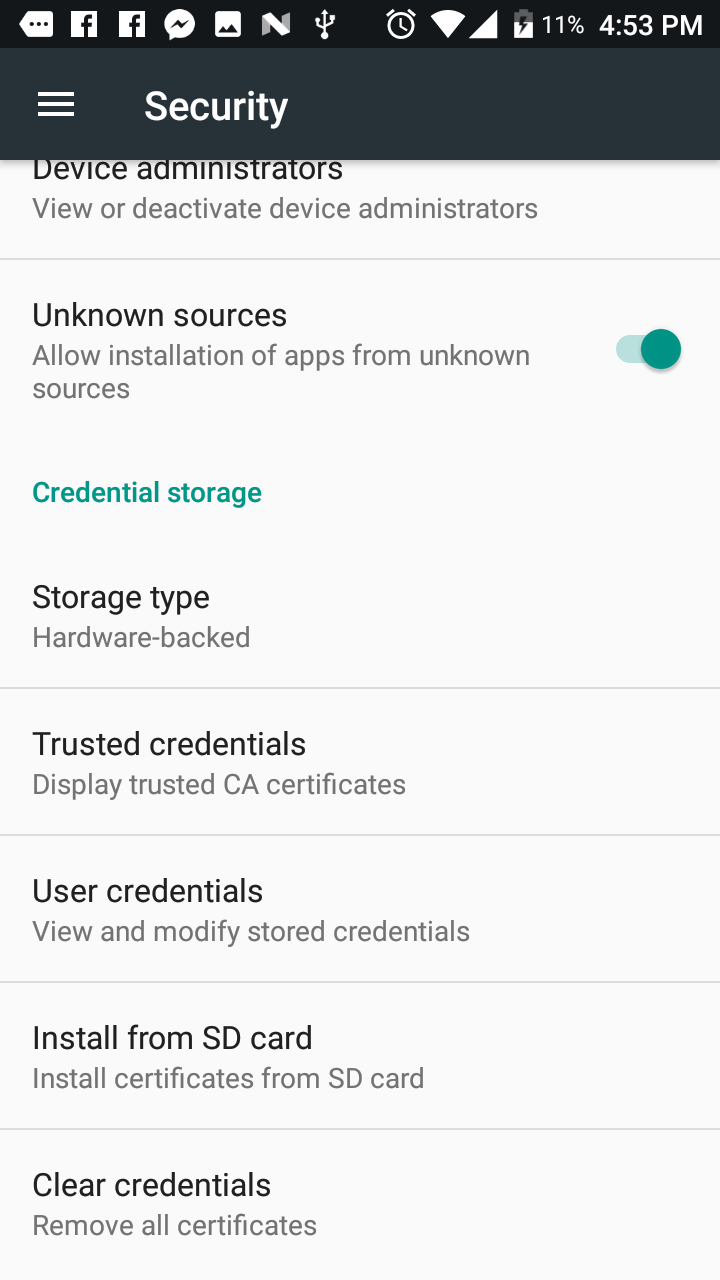 11% 4:53 PM
Security
Device administrators
View or deactivate device administrators
Unknown sources
Allow installation of apps from unknown
sources
Credential storage
Storage type
Hardware-backed
Trusted credentials
Display trusted CA certificates
User credentials
View and modify stored credentials
Install from SD card
Install certificates from SD card
Clear credentials
Remove all certificates